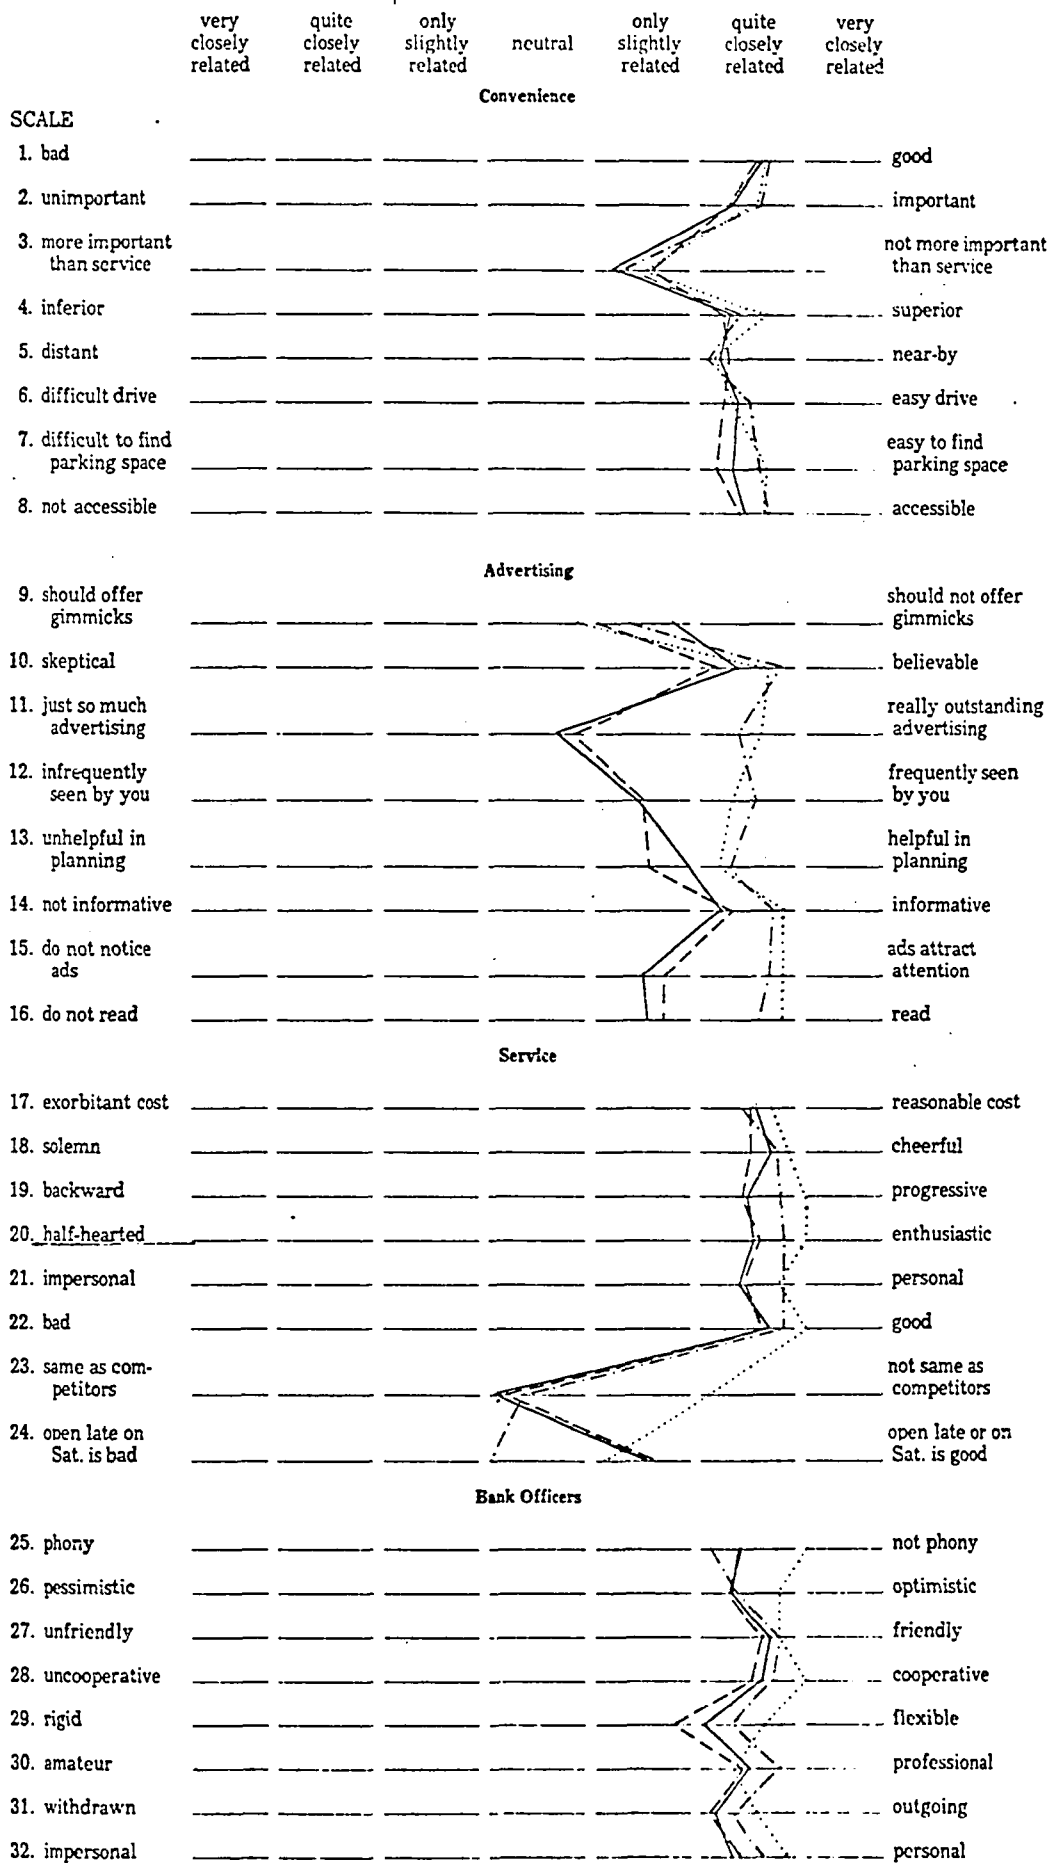 very quite only neutral only quite very
closely closely slightly slightly closely closely
related related related related related related
Convenience
SCALE
1. bad good
2. unimportant important
3. more important not more important
than service than service
4. inferior superior
5. distant near-by
6. difficult drive easy drive
7. difficult to find easy to find
parking space parking space
8. not accessible accessible
Advertising
9. should offer should not offer
gimmicks gimmicks
10. skeptical believable
11. just so much really outstanding
advertising advertising
12. infrequently frequently seen
seen by you by you
13. unhelpful in helpful in
planning planning
14. not informative informative
15. do not notice ads attract
ads attention
16. do not read read
Service
17. exorbitant cost reasonable cost
18. solemn cheerful
19. backward progressive
20. half-hearted enthusiastic
21. impersonal personal
22. bad good
23. same as com- not same as
petitors competitors
24. open late on open late or on
Sat. is bad Sat. is good
Bank Officers
25. phony not phony
26. pessimistic optimistic
27. unfriendly friendly
28. uncooperative cooperative
29. rigid flexible
30. amateur professional
31. withdrawn outgoing
32. impersonal personal